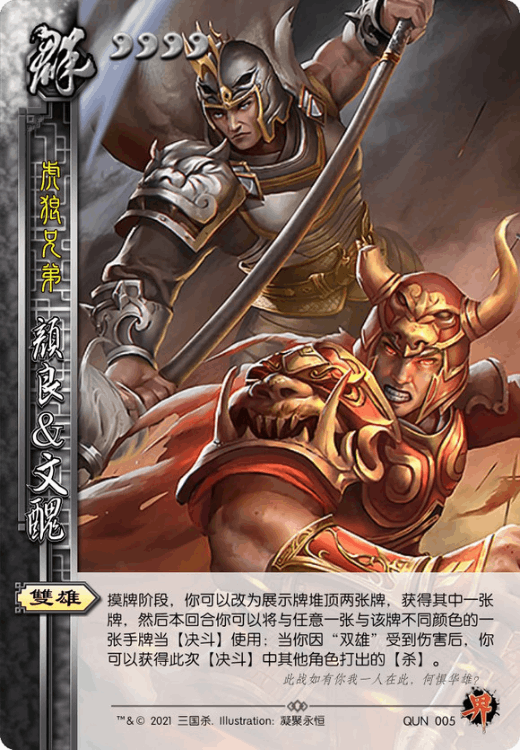 群
虎狼兄弟
顔良&文醜
雙雄
摸牌阶段，你可以改为展示牌堆顶两张牌，获得其中一张
牌，然后本回合你可以将与任意一张与该牌不同颜色的一
张手牌当【决斗】使用；当你因“双雄”受到伤害后，你
可以获得此次【决斗】中其他角色打出的【杀】。
此战如有你我一人在此，何惧华雄？
™&© 2021 三国杀. Illustration: 凝聚永恒
QUN 005
界